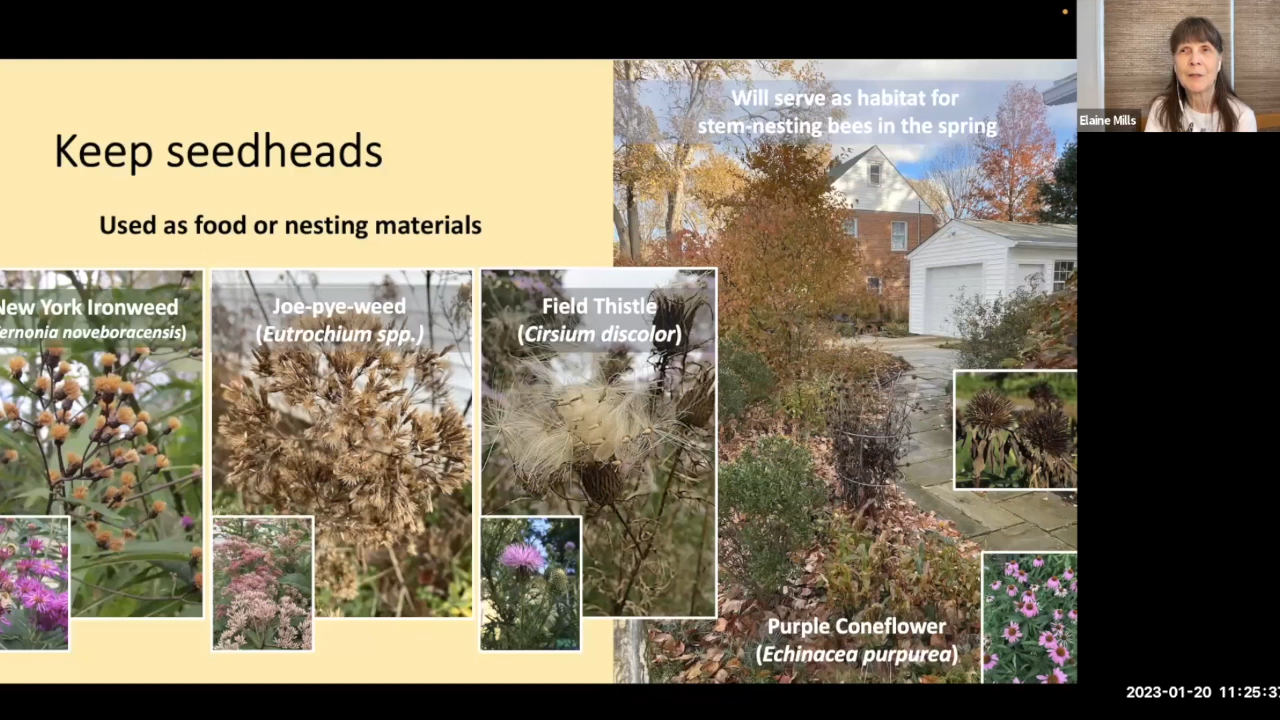 Keep seedheads
Used as food or nesting materials
New York Ironweed
ernonia noveboracensis)
Joe-pye-weed
(Eutrochium spp.)
Field Thistle
(Cirsium discolor)
Will serve as habitat for
stem-nesting bees in the spring
Purple Coneflower
(Echinacea purpurea)
Elaine Mills
2023-01-20 11:25:37